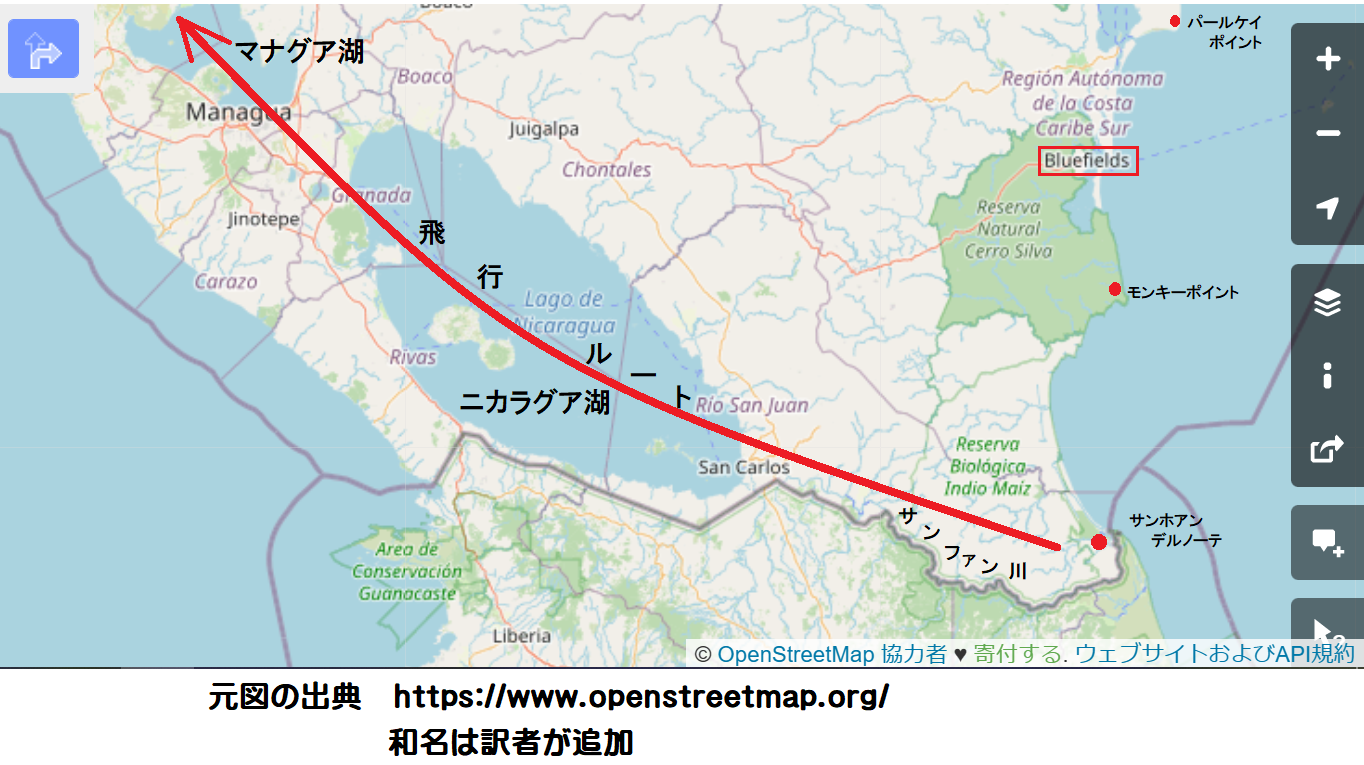 Boaco
パールケイ
ポイント
マナグア湖
Boaco
Región Autónoma
de la Costa
Caribe Sur
Managua
Juigalpa
Chontales
Bluefields
Granada
Jinotepe
Reserva
Natural
Cerro Silva
飛
行
ル
ー
ト
Carazo
Lago de
Nicaragua
モンキーポイント
Rivas
ニカラグア湖
Río San Juan
San Carlos
Reserva
Biológica
Indio Maíz
サンファン川
サンホアン
デルノーテ
Area de
Conservación
Guanacaste
Liberia
© OpenStreetMap 協力者 ♥ 寄付する. ウェブサイトおよびAPI規約
元図の出典 https://www.openstreetmap.org/
和名は訳者が追加